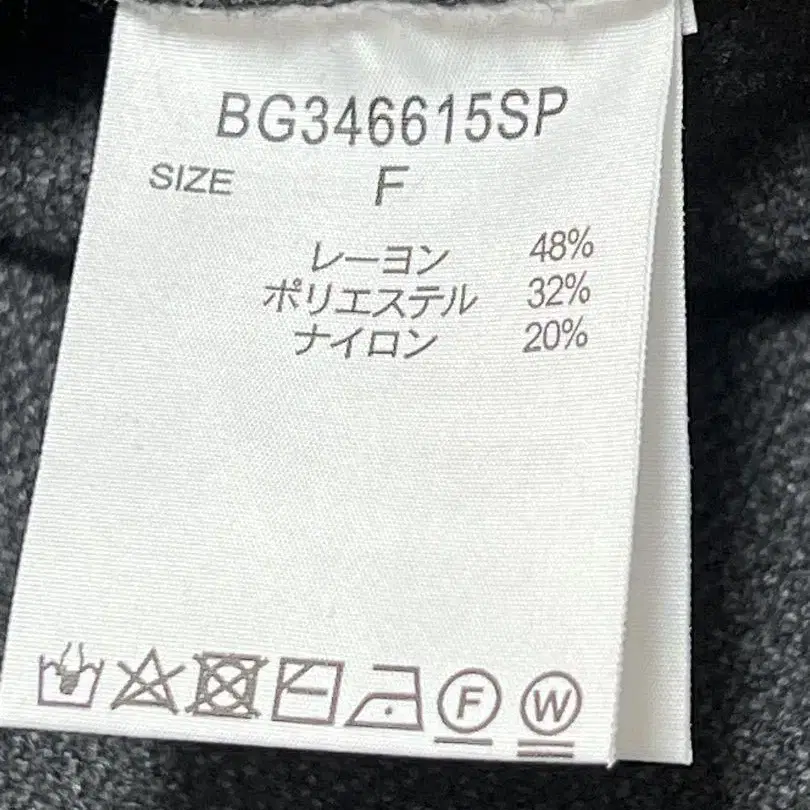 BG346615SP
SIZE F
レーヨン 48%
ポリエステル 32%
ナイロン 20%
F W